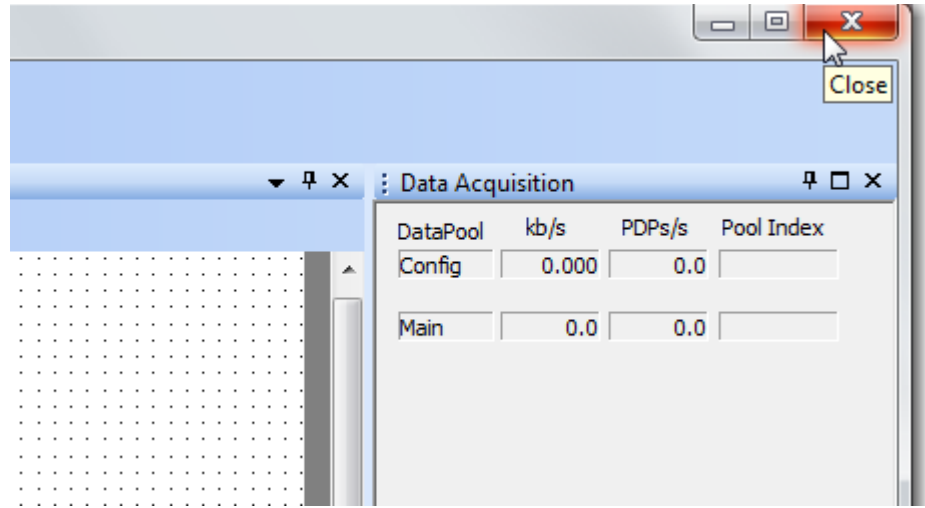 Close
Data Acquisition
DataPool kb/s PDPs/s Pool Index
Config 0.000 0.0
Main 0.0 0.0